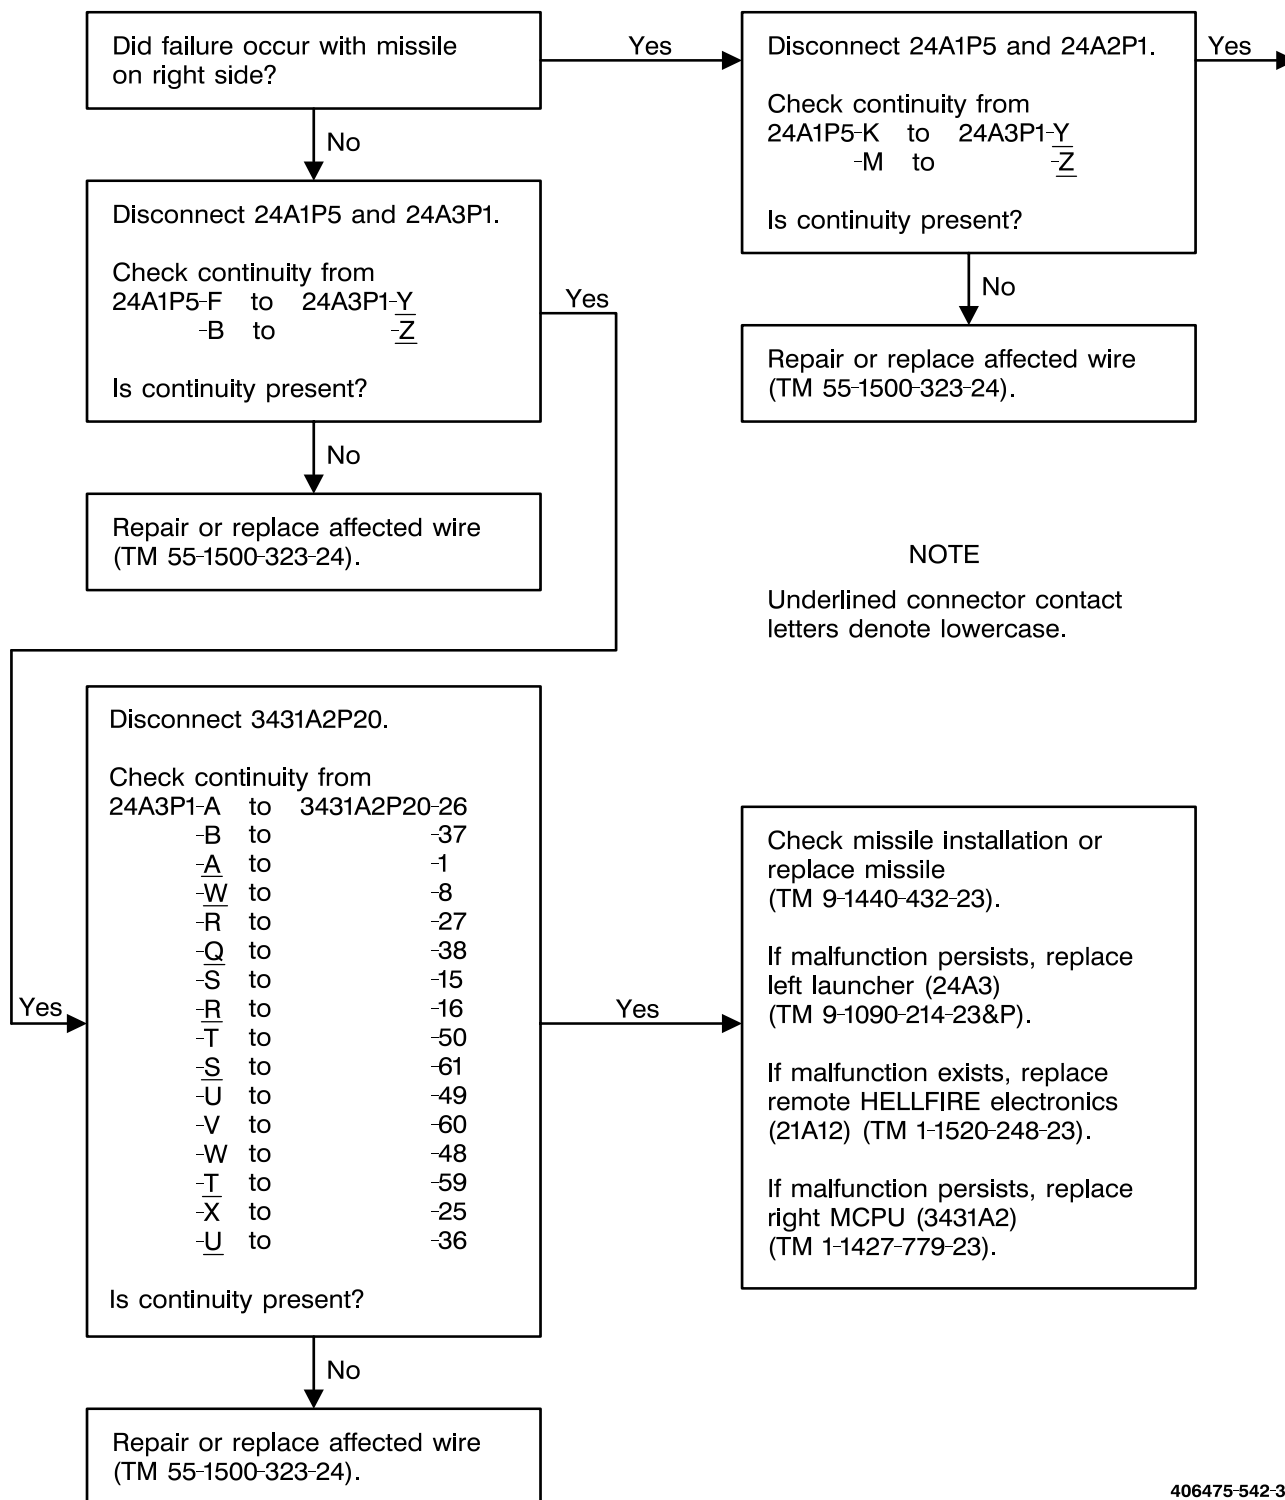 Did failure occur with missile
on right side?
Yes
Disconnect 24A1P5 and 24A2P1.
Check continuity from
24A1P5-K to 24A3P1-Y
-M to -Z
Is continuity present?
Yes
No
Disconnect 24A1P5 and 24A3P1.
Check continuity from
24A1P5-F to 24A3P1-Y
-B to -Z
Is continuity present?
Yes
No
Repair or replace affected wire
(TM 55-1500-323-24).
No
Repair or replace affected wire
(TM 55-1500-323-24).
NOTE
Underlined connector contact
letters denote lowercase.
Yes
Disconnect 3431A2P20.
Check continuity from
24A3P1-A to 3431A2P20-26
-B to -37
-A to -1
-W to -8
-R to -27
-Q to -38
-S to -15
-R to -16
-T to -50
-S to -61
-U to -49
-V to -60
-W to -48
-T to -59
-X to -25
-U to -36
Is continuity present?
Yes
Check missile installation or
replace missile
(TM 9-1440-432-23).
If malfunction persists, replace
left launcher (24A3)
(TM 9-1090-214-23&P).
If malfunction exists, replace
remote HELLFIRE electronics
(21A12) (TM 1-1520-248-23).
If malfunction persists, replace
right MCPU (3431A2)
(TM 1-1427-779-23).
No
Repair or replace affected wire
(TM 55-1500-323-24).
406475-542-3